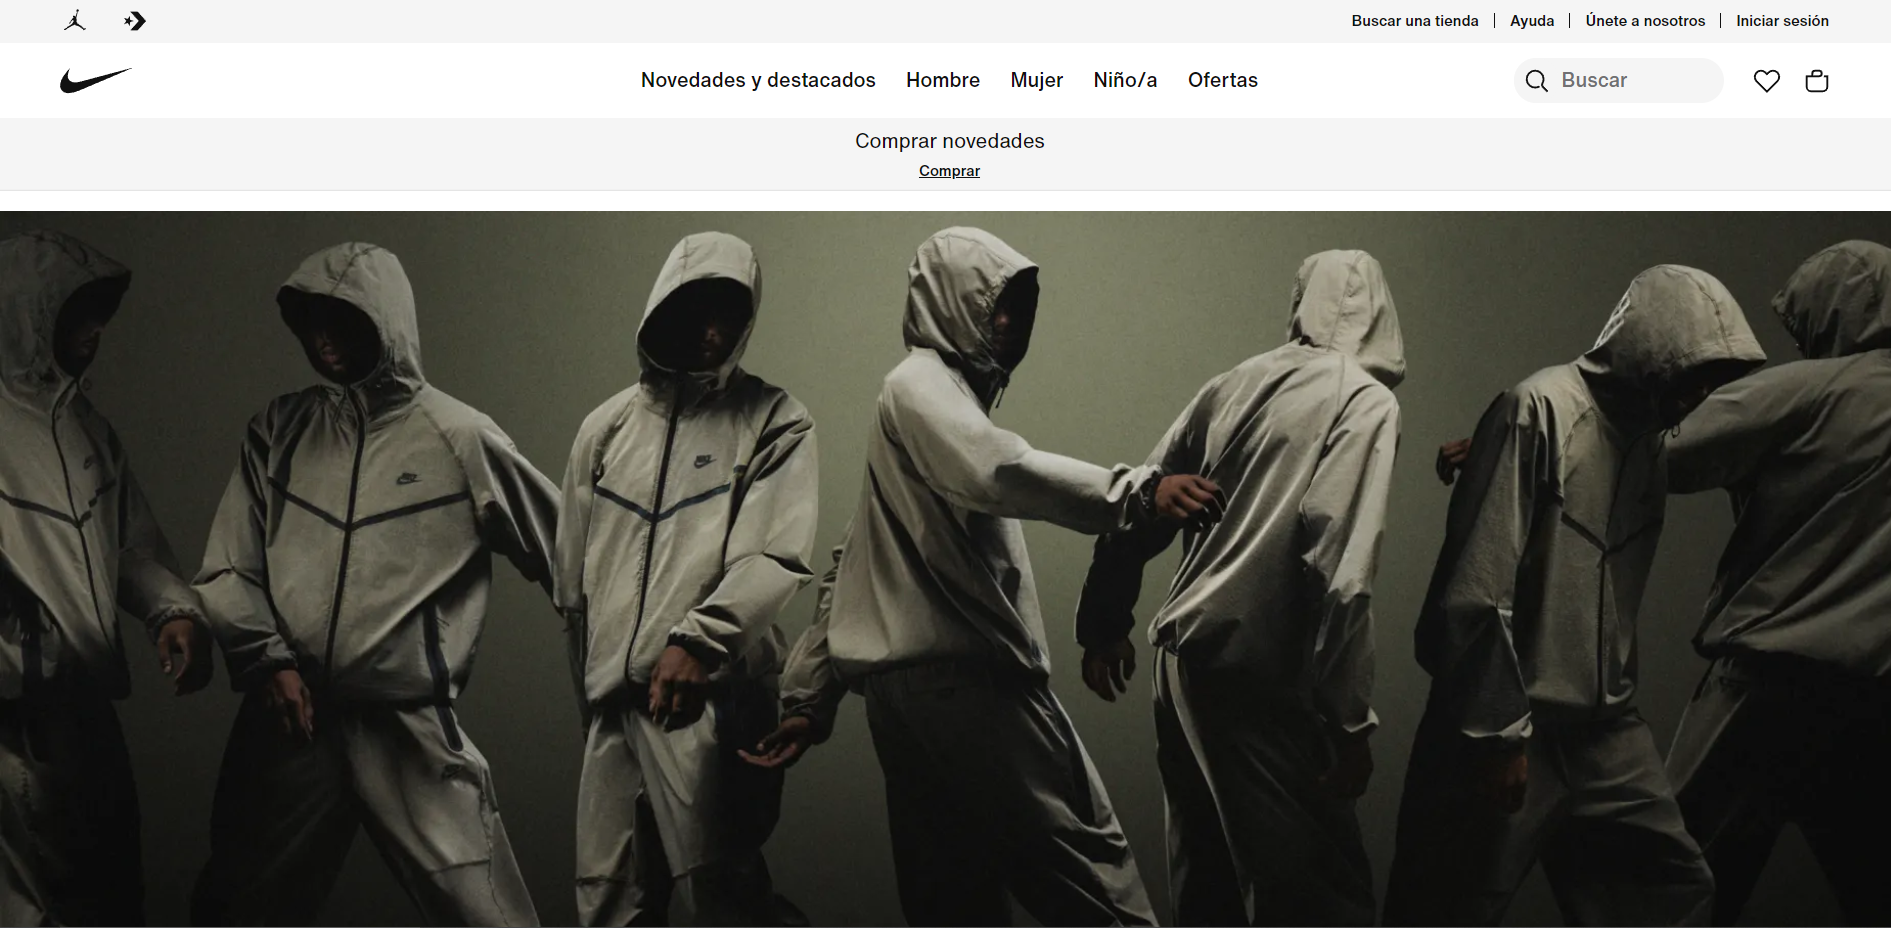 Buscar una tienda
Ayuda
Únete a nosotros
Iniciar sesión
Novedades y destacados
Hombre
Mujer
Niño/a
Ofertas
Buscar
Comprar novedades
Comprar